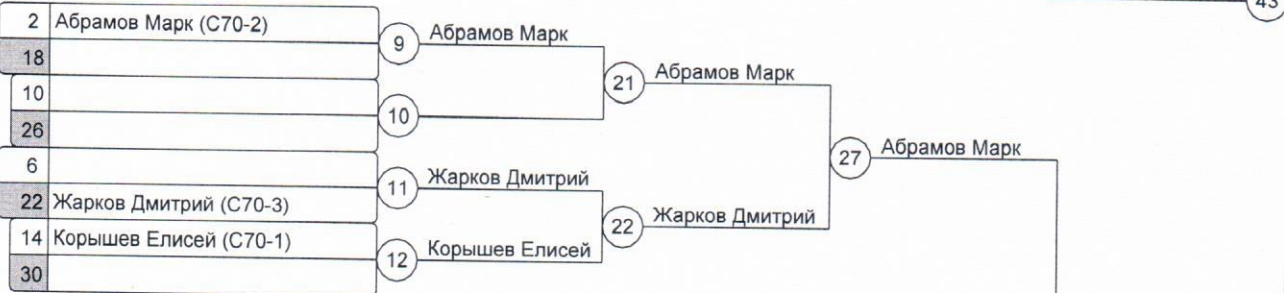 43
2 Абрамов Марк (С70-2)
18
10
26
6
22 Жарков Дмитрий (С70-3)
14 Корышев Елисей (С70-1)
30
9 Абрамов Марк
10
11 Жарков Дмитрий
12 Корышев Елисей
21 Абрамов Марк
22 Жарков Дмитрий
27 Абрамов Марк